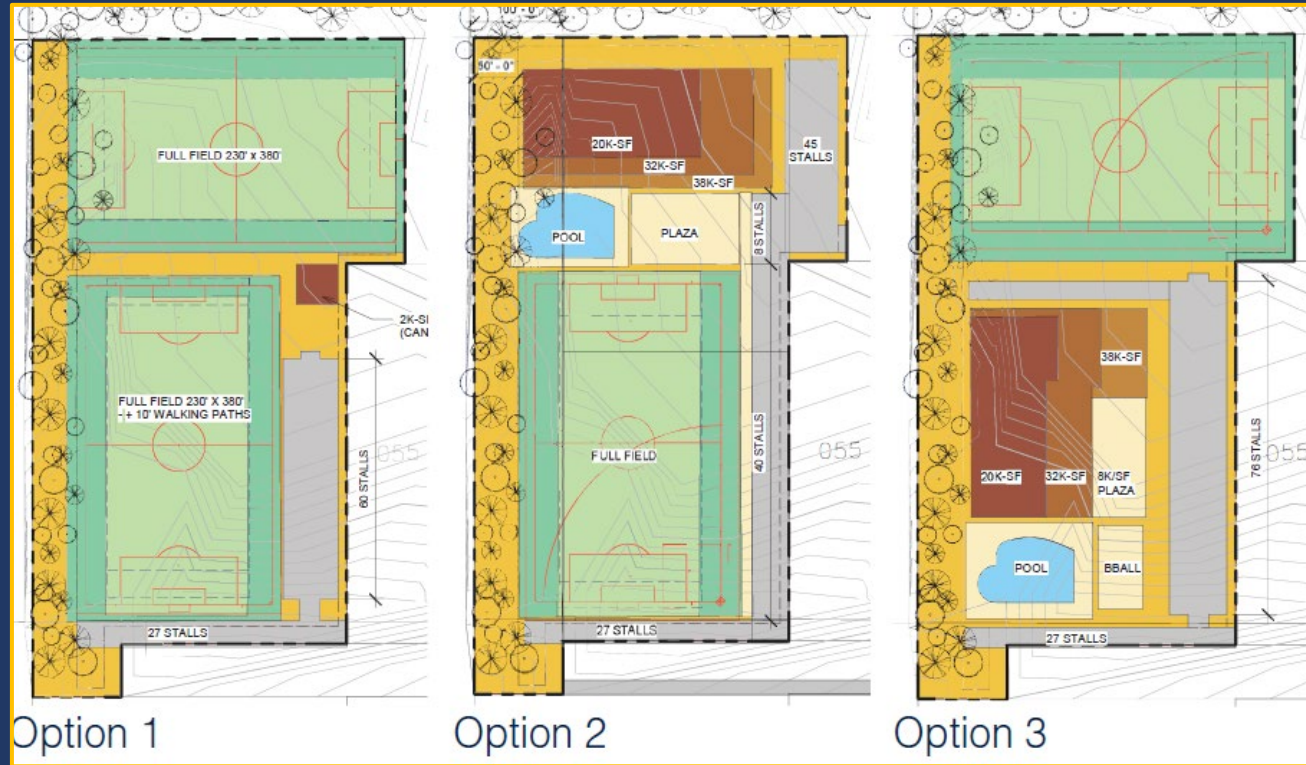 FULL FIELD 230' x 380'
2K-SF
(CAN
FULL FIELD 230' X 380'
-+ 10' WALKING PATHS
60 STALLS
055
27 STALLS
Option 1
100'-0"
50'-0"
20K-SF
32K-SF
38K-SF
45
STALLS
POOL
PLAZA
8 STALLS
FULL FIELD
40 STALLS
055
27 STALLS
Option 2
38K-SF
20K-SF
32K-SF
8K/SF
PLAZA
76 STALLS
055
POOL
BBALL
27 STALLS
Option 3